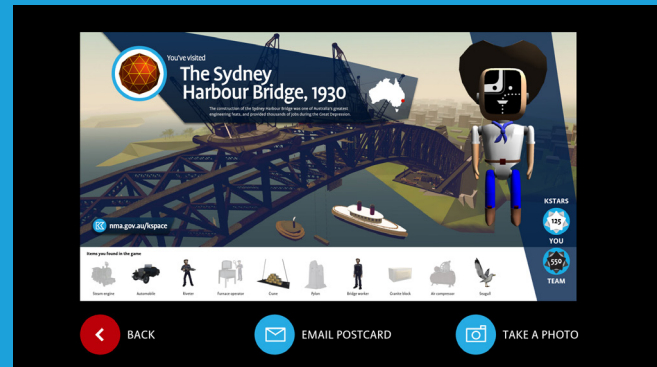 You've visited
The Sydney
Harbour Bridge, 1930
The construction of the Sydney Harbour Bridge was one of Australia's greatest
engineering feats, and provided thousands of jobs during the Great Depression.
KSTARS
125
YOU
550
TEAM
nma.gov.au/kspace
Items you found in the game
Steam engine Automobile Riveter Furnace operator Crane Pylon Bridge worker Granite block Air compressor Seagull
BACK EMAIL POSTCARD TAKE A PHOTO